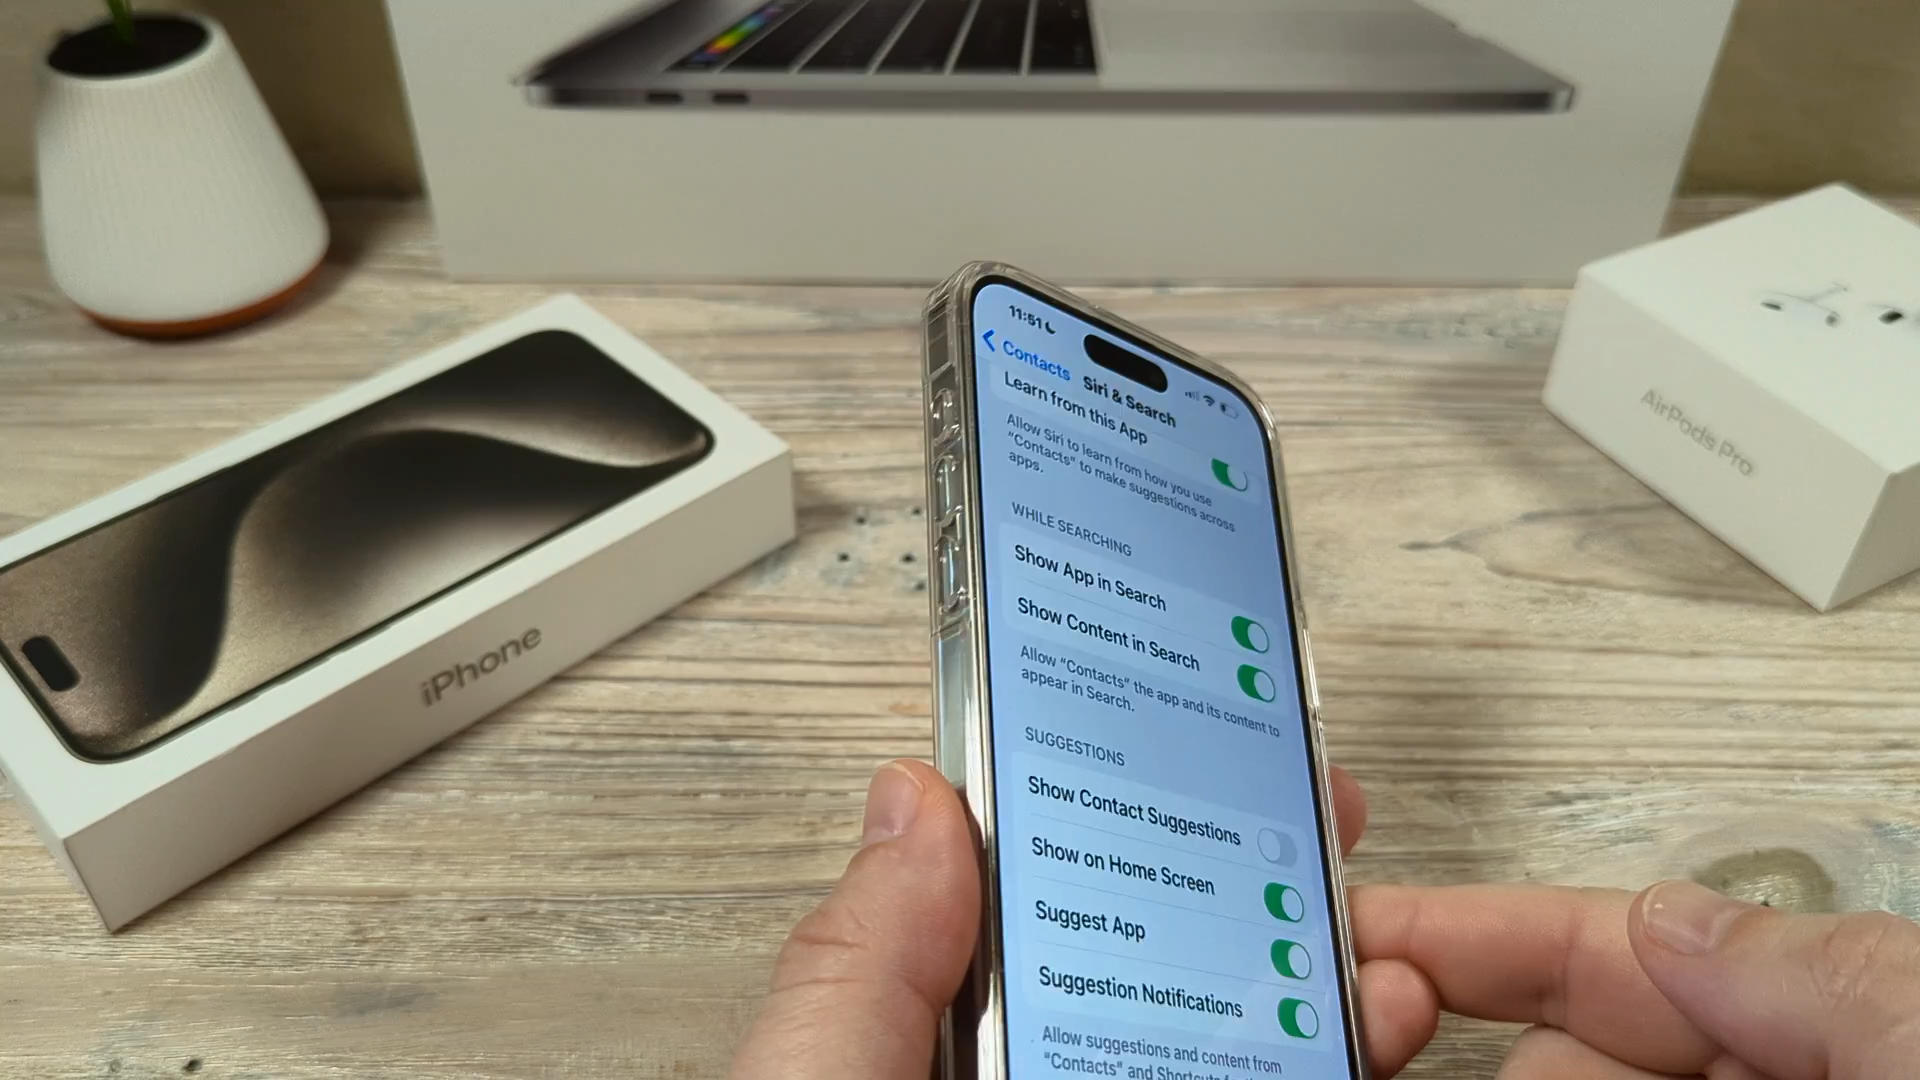 11:51
Contacts
Siri & Search
Learn from this App
Allow Siri to learn from how you use
“Contacts” to make suggestions across
apps.
WHILE SEARCHING
Show App in Search
Show Content in Search
Allow “Contacts” the app and its content to
appear in Search.
SUGGESTIONS
Show Contact Suggestions
Show on Home Screen
Suggest App
Suggestion Notifications
Allow suggestions and content from
“Contacts” and
iPhone
AirPods Pro